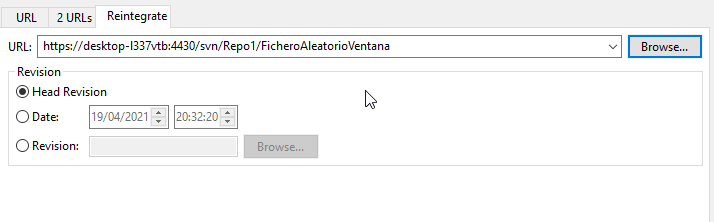 URL 2 URLs Reintegrate
URL: https://desktop-l337vtb:4430/svn/Repo1/FicheroAleatorioVentana Browse...
Revision
Head Revision
Date: 19/04/2021 20:32:20
Revision: Browse...